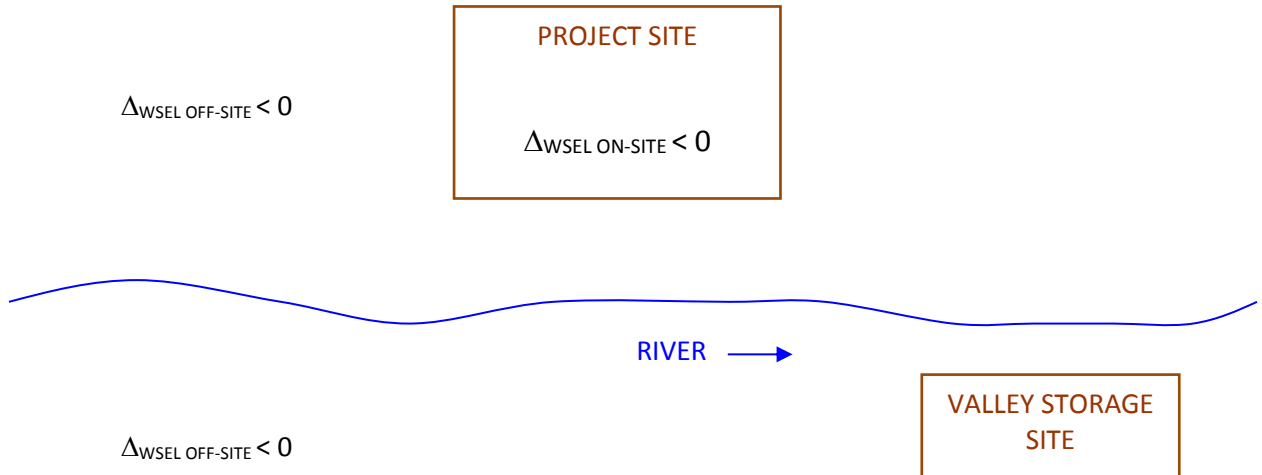 PROJECT SITE
ΔWSEL OFF-SITE < 0
ΔWSEL ON-SITE < 0
RIVER
VALLEY STORAGE
SITE
ΔWSEL OFF-SITE < 0